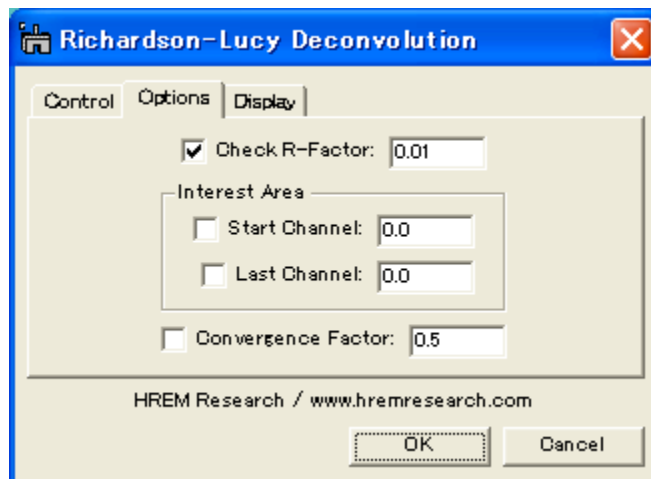 Richardson-Lucy Deconvolution
Control Options Display
Check R-Factor: 0.01
Interest Area
Start Channel: 0.0
Last Channel: 0.0
Convergence Factor: 0.5
HREM Research / www.hremresearch.com
OK Cancel